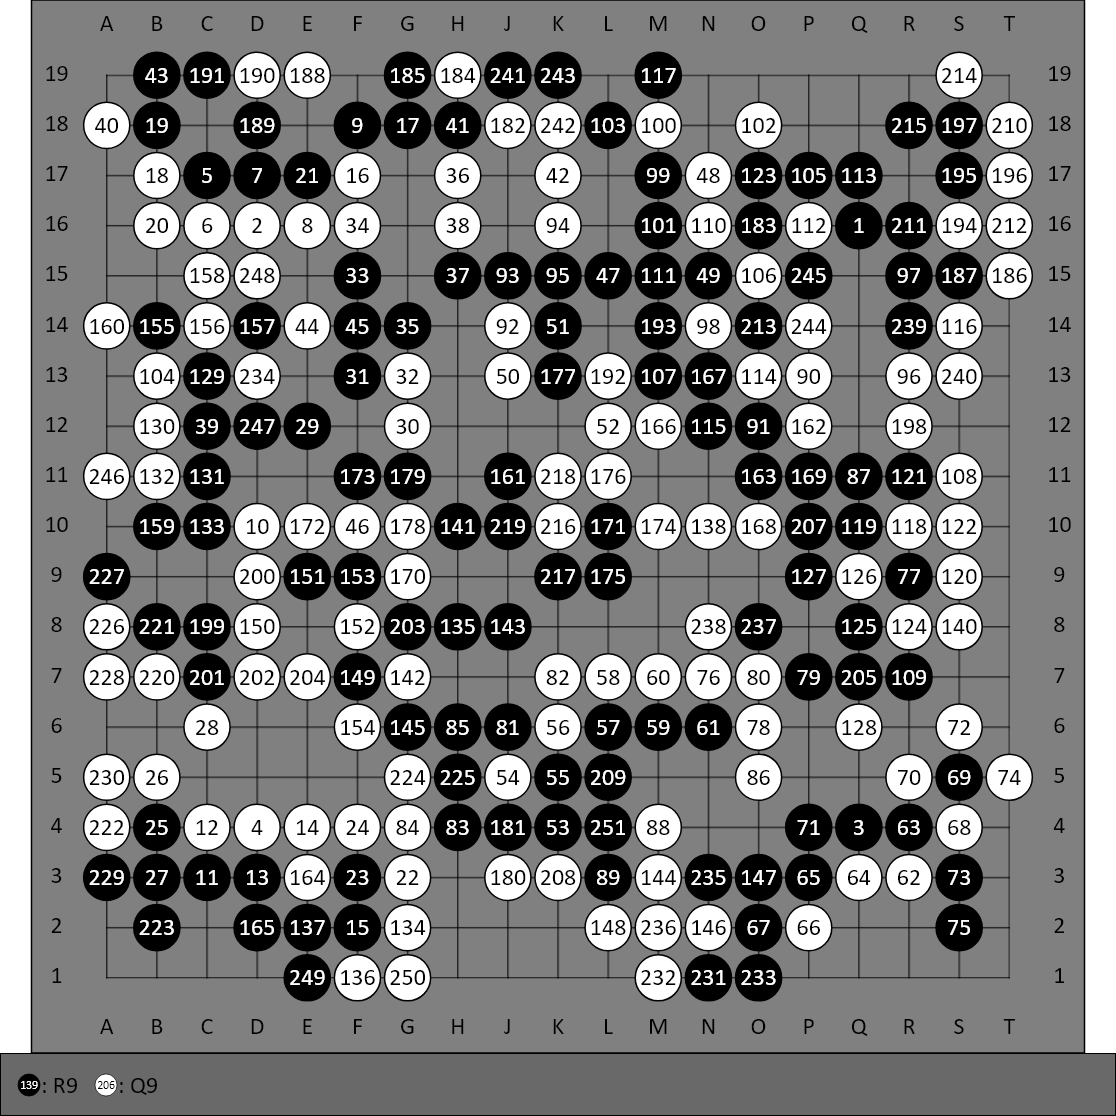 A B C D E F G H J K L M N O P Q R S T
19 43 191 190 188 185 184 241 243 117 214 19
18 40 19 189 9 17 41 182 242 103 100 102 215 197 210 18
17 18 5 7 21 16 36 42 99 48 123 105 113 195 196 17
16 20 6 2 8 34 38 94 101 110 183 112 1 211 194 212 16
15 158 248 33 37 93 95 47 111 49 106 245 97 187 186 15
14 160 155 156 157 44 45 35 92 51 193 98 213 244 239 116 14
13 104 129 234 31 32 50 177 192 107 167 114 90 96 240 13
12 130 39 247 29 30 52 166 115 91 162 198 12
11 246 132 131 173 179 161 218 176 163 169 87 121 108 11
10 159 133 10 172 46 178 141 219 216 171 174 138 168 207 119 118 122 10
9 227 200 151 153 170 217 175 127 126 77 120 9
8 226 221 199 150 152 203 135 143 238 237 125 124 140 8
7 228 220 201 202 204 149 142 82 58 60 76 80 79 205 109 7
6 28 154 145 85 81 56 57 59 61 78 128 72 6
5 230 26 224 225 54 55 209 86 70 69 74 5
4 222 25 12 4 14 24 84 83 181 53 251 88 71 3 63 68 4
3 229 27 11 13 164 23 22 180 208 89 144 235 147 65 64 62 73 3
2 223 165 137 15 134 148 236 146 67 66 75 2
1 249 136 250 232 231 233 1
A B C D E F G H J K L M N O P Q R S T
139 : R9 206 : Q9